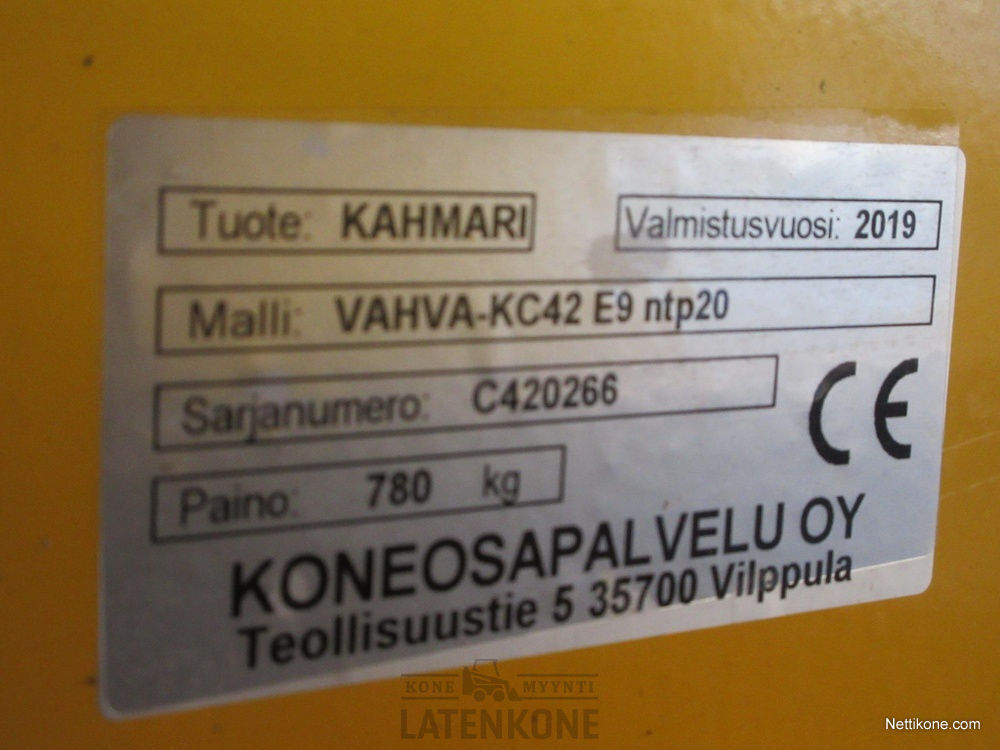 Tuote: KAHMARI
Valmistusvuosi: 2019
Malli: VAHVA-KC42 E9 ntp20
Sarjanumero: C420266
CE
Paino: 780 kg
KONEOSAPALVELU OY
Teollisuustie 5 35700 Vilppula
KONE MYYNTI
LATENKONE
Nettikone.com